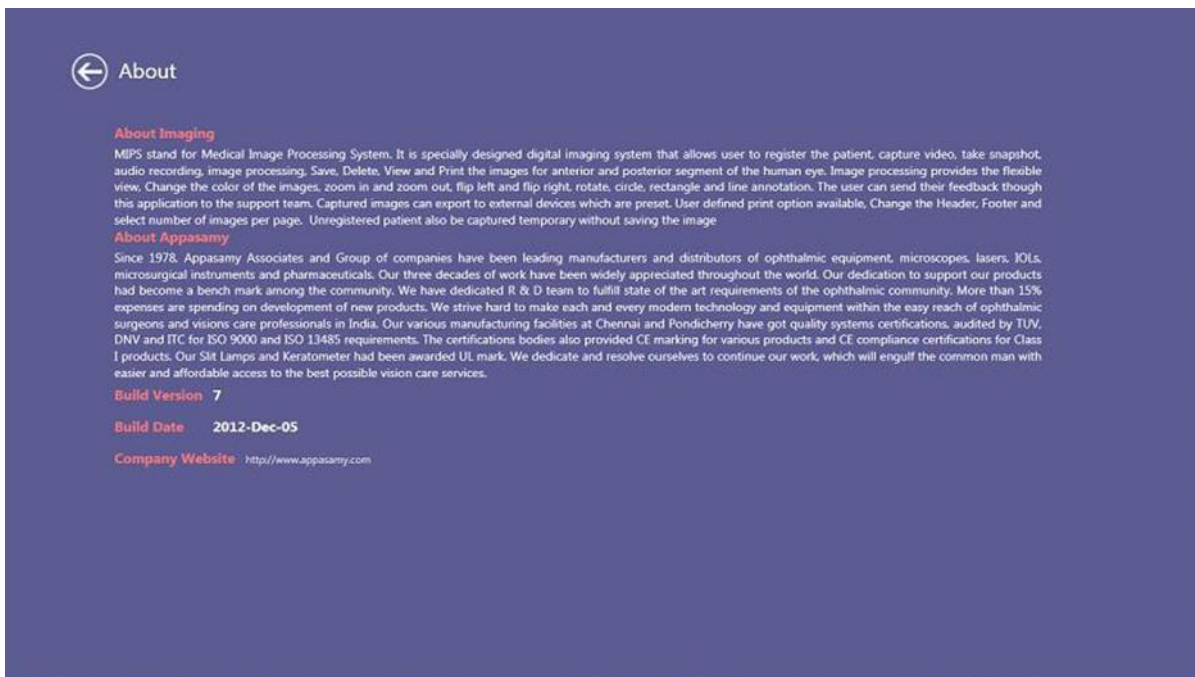 About
About Imaging
MIPS stand for Medical Image Processing System. It is specially designed digital imaging system that allows user to register the patient, capture video, take snapshot,
audio recording, image processing, Save, Delete, View and Print the images for anterior and posterior segment of the human eye. Image processing provides the flexible
view, Change the color of the images, zoom in and zoom out, flip left and flip right, rotate, circle, rectangle and line annotation. The user can send their feedback though
this application to the support team. Captured images can export to external devices which are preset. User defined print option available, Change the Header, Footer and
select number of images per page. Unregistered patient also be captured temporary without saving the image
About Appasamy
Since 1978, Appasamy Associates and Group of companies have been leading manufacturers and distributors of ophthalmic equipment, microscopes, lasers, IOLs,
microsurgical instruments and pharmaceuticals. Our three decades of work have been widely appreciated throughout the world. Our dedication to support our products
had become a bench mark among the community. We have dedicated R & D team to fulfill state of the art requirements of the ophthalmic community. More than 15%
expenses are spending on development of new products. We strive hard to make each and every modern technology and equipment within the easy reach of ophthalmic
surgeons and visions care professionals in India. Our various manufacturing facilities at Chennai and Pondicherry have got quality systems certifications, audited by TUV,
DNV and ITC for ISO 9000 and ISO 13485 requirements. The certifications bodies also provided CE marking for various products and CE compliance certifications for Class
I products. Our Slit Lamps and Keratometer had been awarded UL mark. We dedicate and resolve ourselves to continue our work, which will engulf the common man with
easier and affordable access to the best possible vision care services.
Build Version 7
Build Date 2012-Dec-05
Company Website http://www.appasamy.com